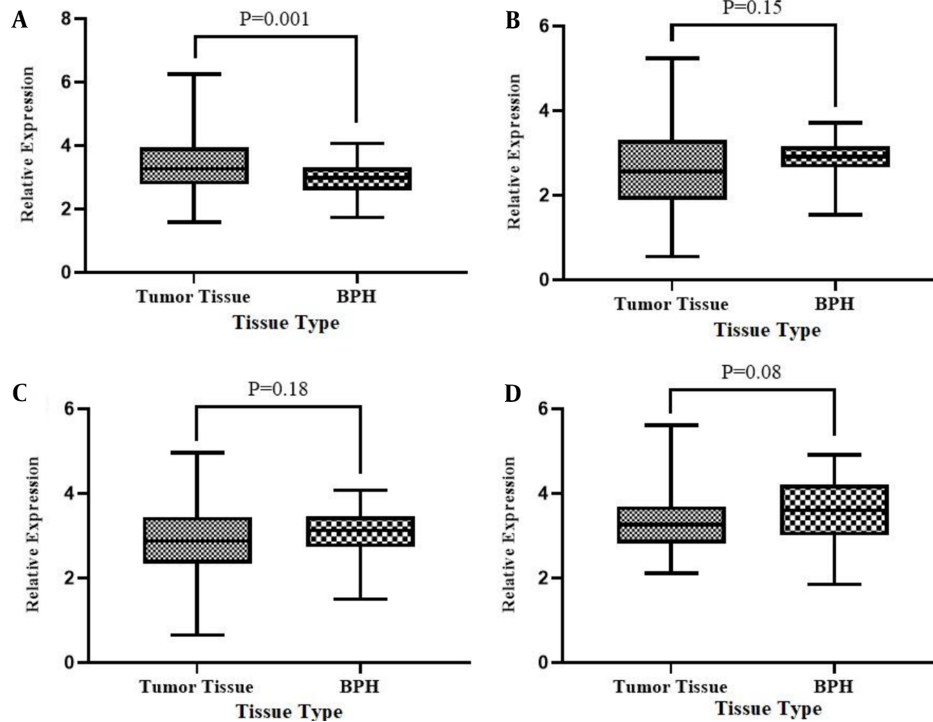 A
P=0.001
8
6
4
2
0
Relative Expression
Tumor Tissue BPH
Tissue Type
B
P=0.15
6
4
2
0
Relative Expression
Tumor Tissue BPH
Tissue Type
C
P=0.18
6
4
2
0
Relative Expression
Tumor Tissue BPH
Tissue Type
D
P=0.08
6
4
2
0
Relative Expression
Tumor Tissue BPH
Tissue Type